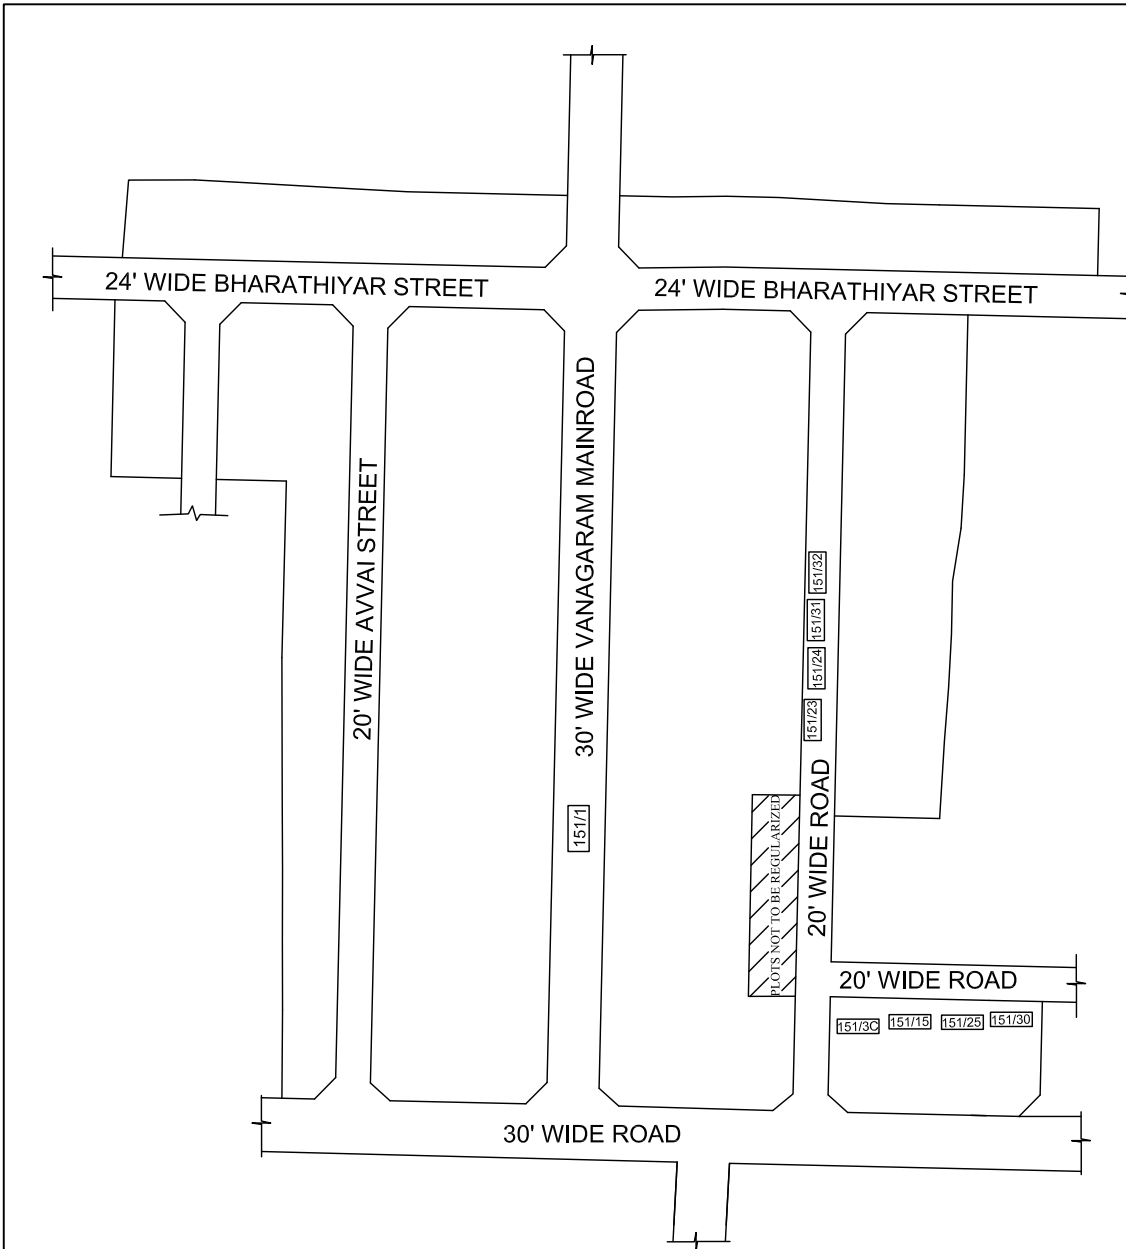 24' WIDE BHARATHIYAR STREET
24' WIDE BHARATHIYAR STREET
20' WIDE AVVAI STREET
30' WIDE VANAGARAM MAINROAD
151/32
151/31
151/24
151/23
151/1
PLOTS NOT TO BE REGULARIZED
20' WIDE ROAD
20' WIDE ROAD
151/3C
151/15
151/25
151/30
30' WIDE ROAD